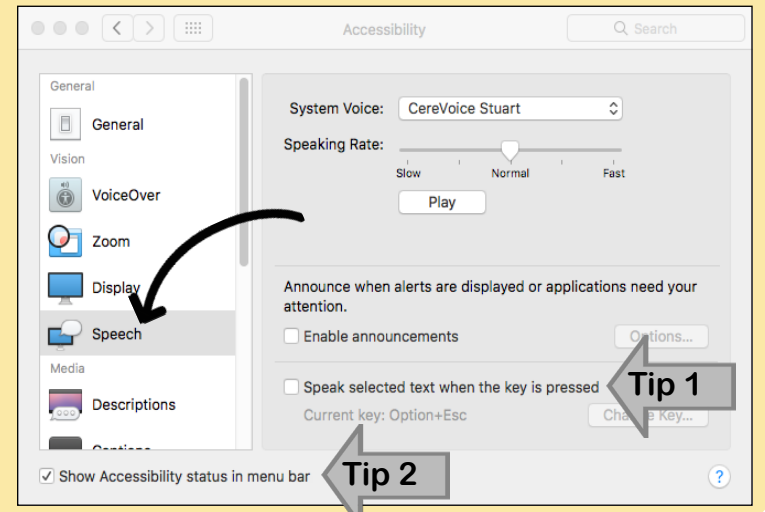 Accessibility
Search
General
General
Vision
VoiceOver
Zoom
Display
Speech
Media
Descriptions
System Voice: CereVoice Stuart
Speaking Rate:
Slow Normal Fast
Play
Announce when alerts are displayed or applications need your
attention.
Enable announcements
Options...
Speak selected text when the key is pressed
Tip 1
Current key: Option+Esc
Show Accessibility status in menu bar
Tip 2
?